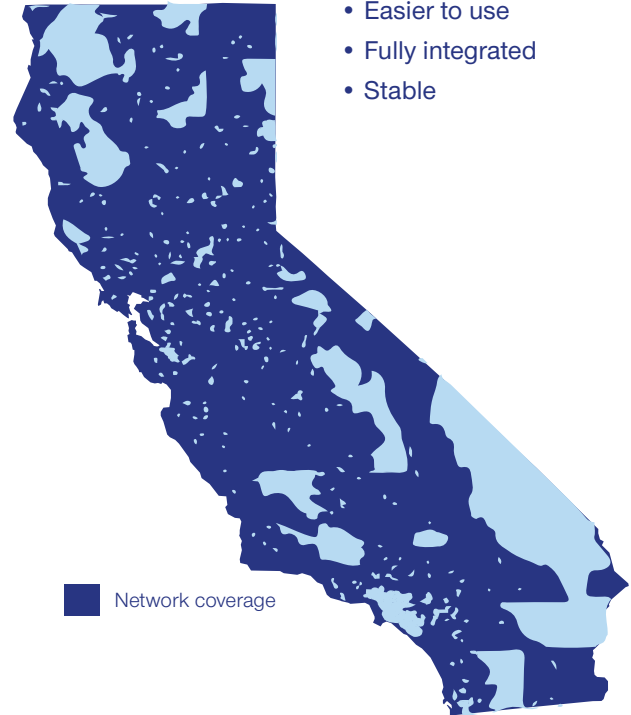 • Easier to use
• Fully integrated
• Stable
Network coverage